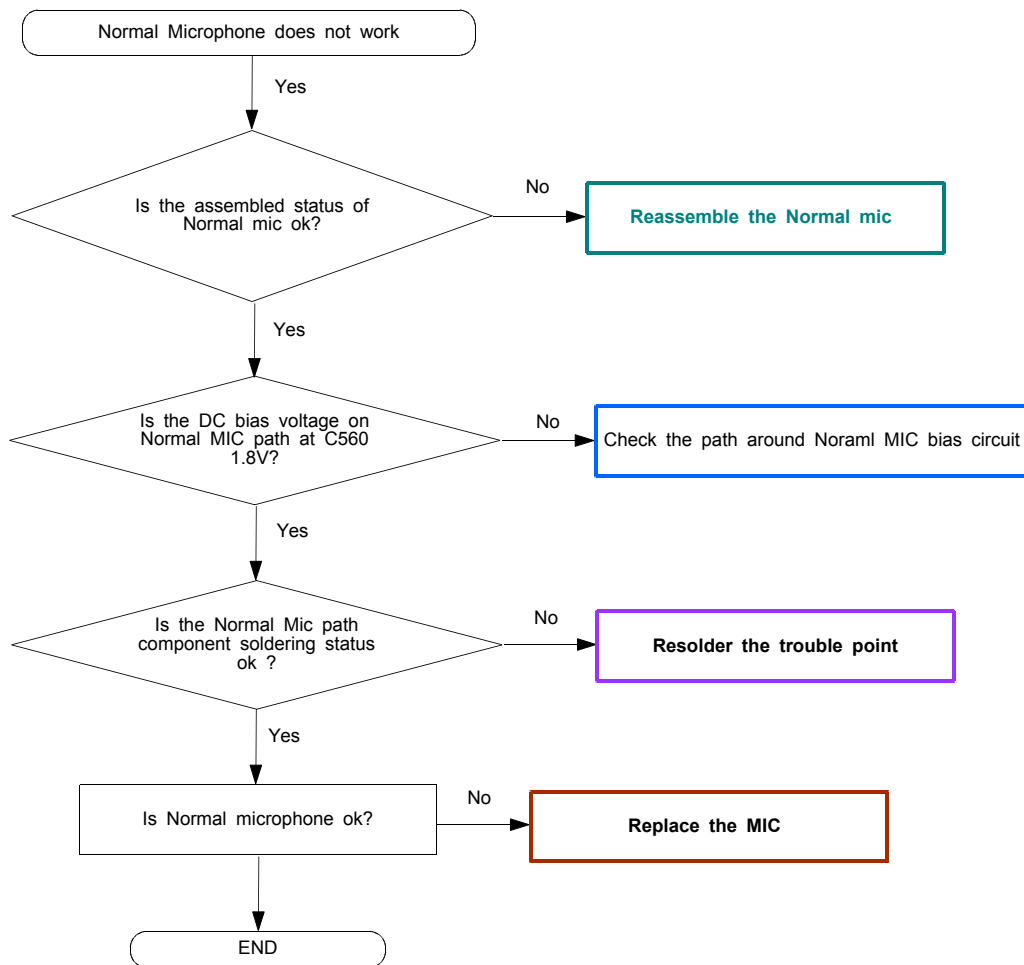 Normal Microphone does not work
Yes
Is the assembled status of
Normal mic ok?
No
Reassemble the Normal mic
Yes
Is the DC bias voltage on
Normal MIC path at C560
1.8V?
No
Check the path around Noraml MIC bias circuit
Yes
Is the Normal Mic path
component soldering status
ok ?
No
Resolder the trouble point
Yes
Is Normal microphone ok?
No
Replace the MIC
END